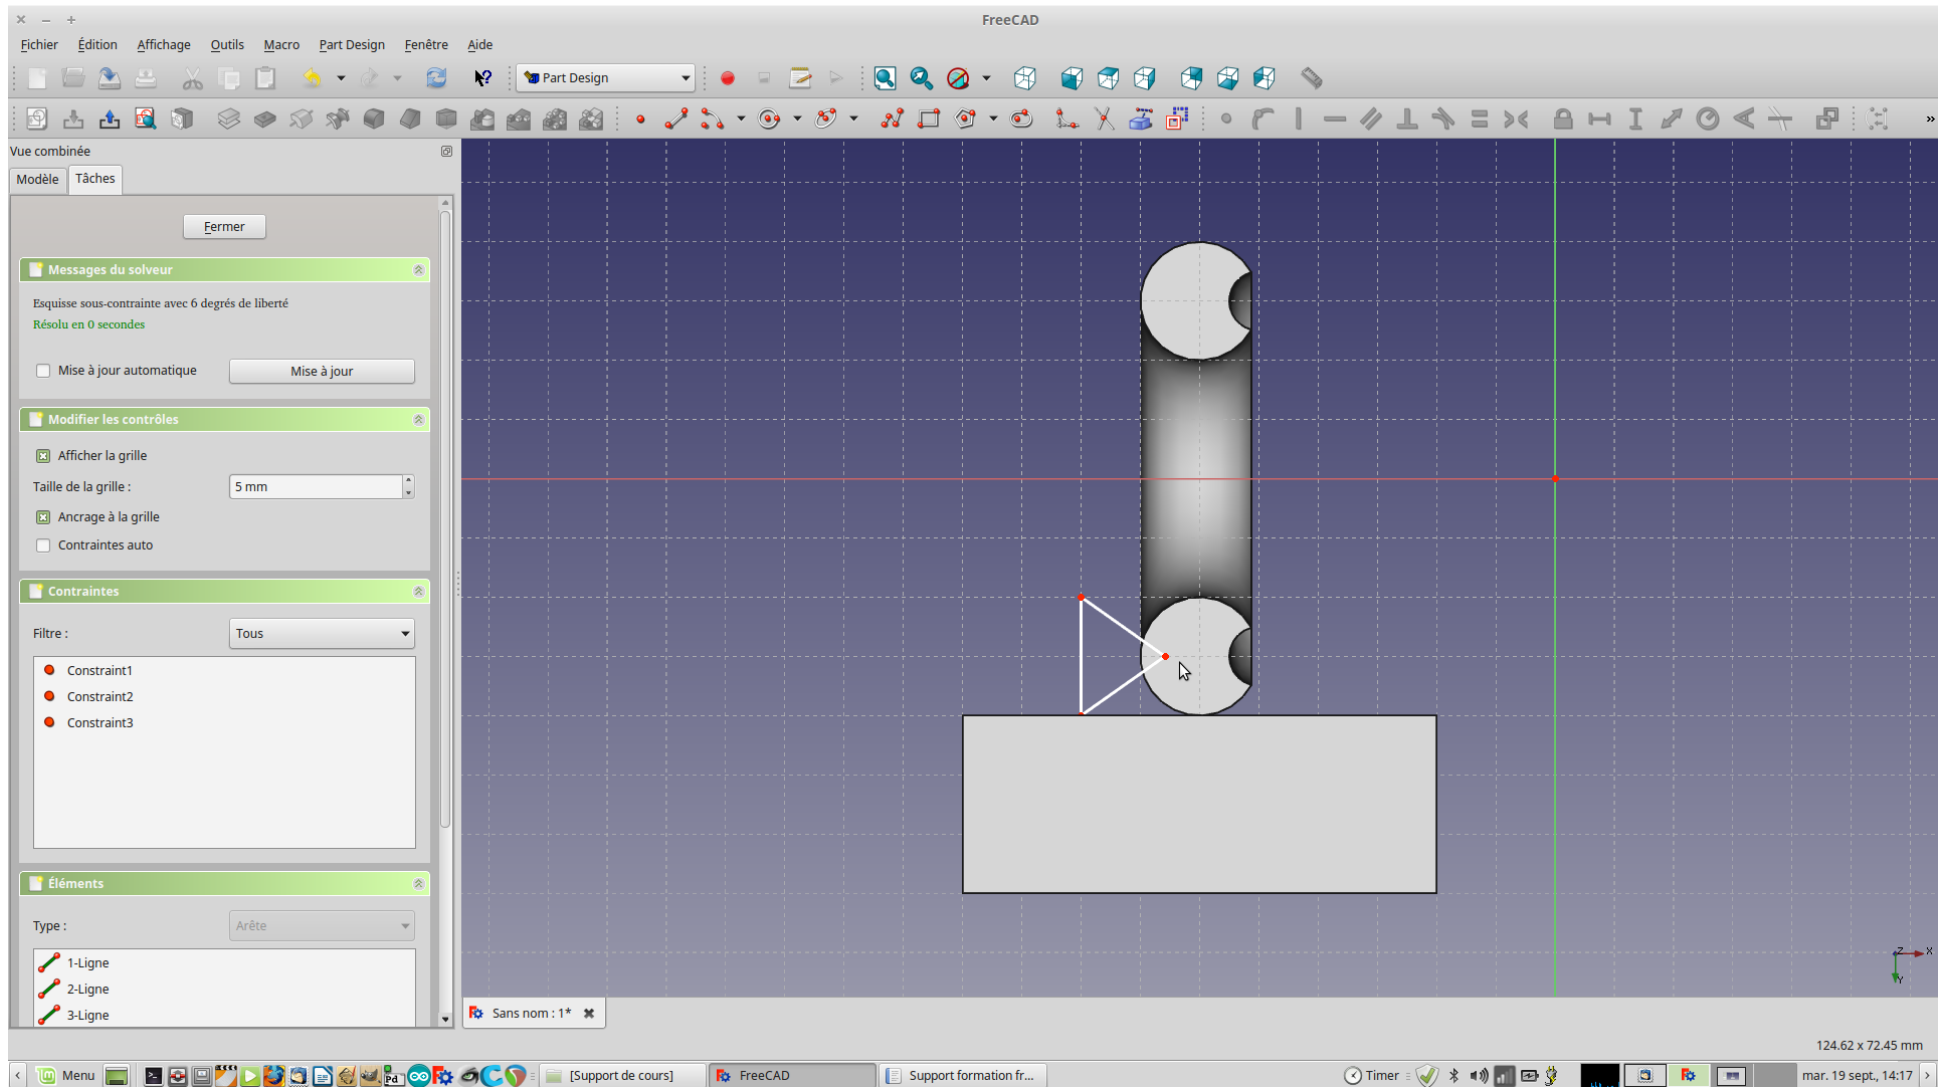 FreeCAD
Fichier Édition Affichage Outils Macro Part Design Fenêtre Aide
Part Design
»
Vue combinée
Modèle Tâches
Fermer
Messages du solveur
Esquisse sous-contrainte avec 6 degrés de liberté
Résolu en 0 secondes
Mise à jour automatique Mise à jour
Modifier les contrôles
Afficher la grille
Taille de la grille : 5 mm
Ancrage à la grille
Contraintes auto
Contraintes
Filtre : Tous
Constraint1
Constraint2
Constraint3
Éléments
Type : Arête
1-Ligne
2-Ligne
3-Ligne
Z X
Y
Sans nom : 1*
124.62 x 72.45 mm
Menu Pd [Support de cours] FreeCAD Support formation fr... Timer mar. 19 sept., 14:17